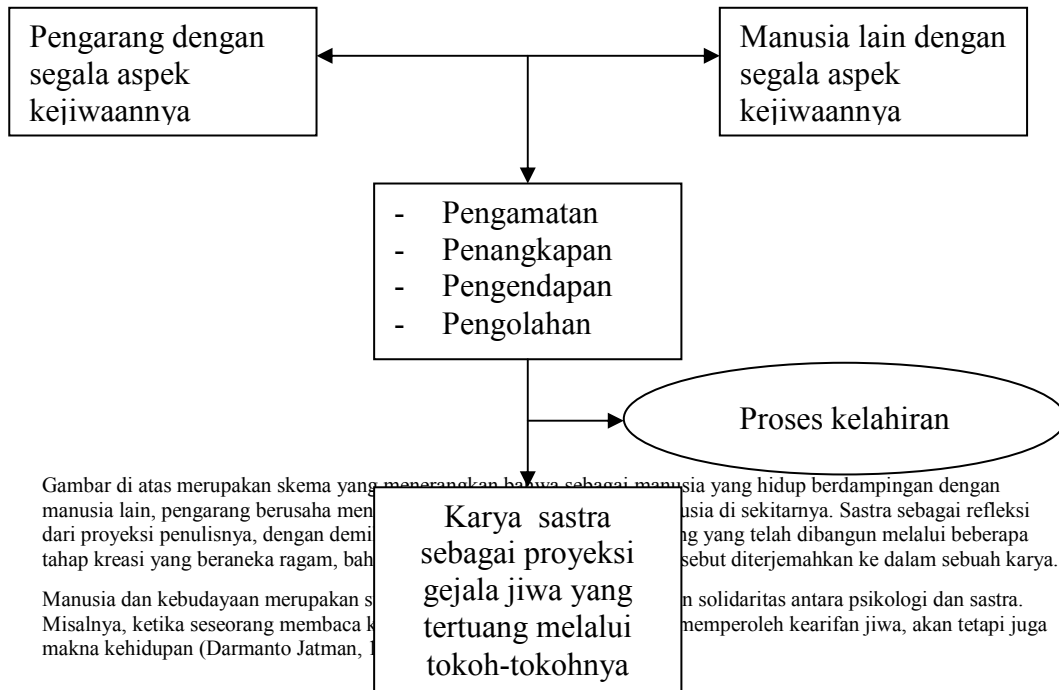 Pengarang dengan
segala aspek
kejiwaannya
Manusia lain dengan
segala aspek
kejiwaannya
- Pengamatan
- Penangkapan
- Pengendapan
- Pengolahan
Proses kelahiran
Karya sastra
sebagai proyeksi
gejala jiwa yang
tertuang melalui
tokoh-tokohnya
Gambar di atas merupakan skema yang menerangkan bahwa sebagai manusia yang hidup berdampingan dengan
manusia lain, pengarang berusaha di sekitarnya. Sastra sebagai refleksi
dari proyeksi penulisnya, dengan yang telah dibangun melalui beberapa
tahap kreasi yang beraneka ragam, diterjemahkan ke dalam sebuah karya.
Manusia dan kebudayaan merupakan solidaritas antara psikologi dan sastra.
Misalnya, ketika seseorang membaca memperoleh kearifan jiwa, akan tetapi juga
makna kehidupan (Darmanto Jatman,